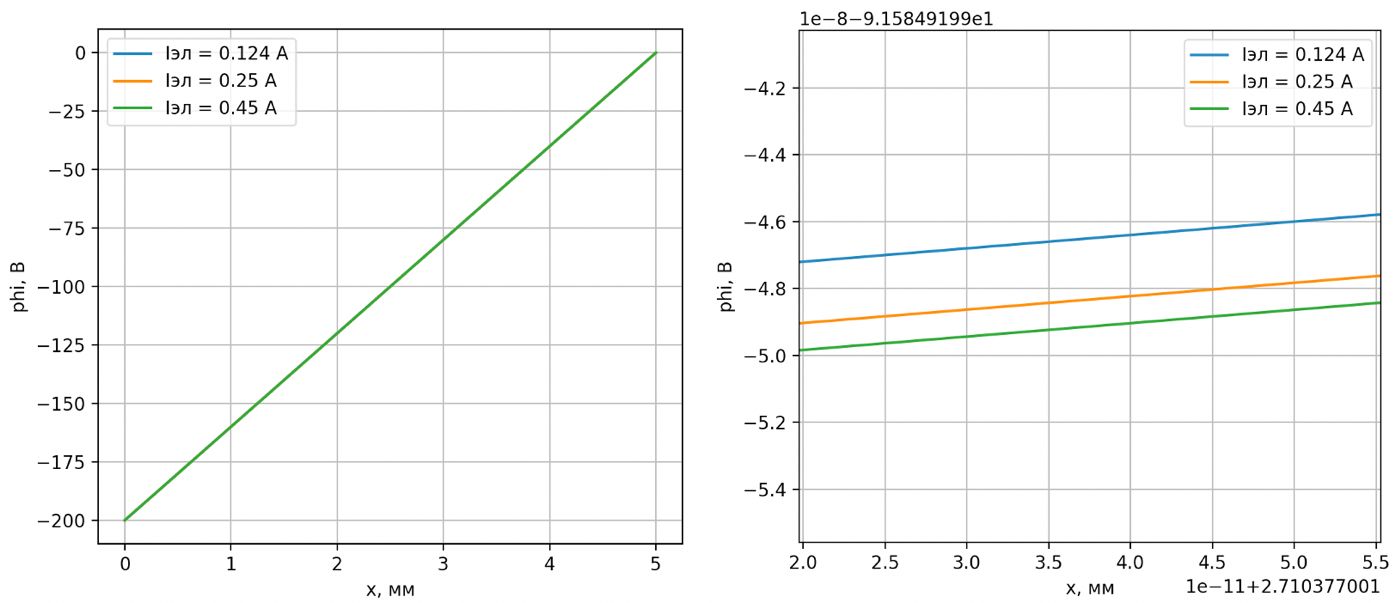 Iэл = 0.124 А
Iэл = 0.25 А
Iэл = 0.45 А
0
−25
−50
−75
−100
−125
−150
−175
−200
phi, В
0 1 2 3 4 5
x, мм
1e−8−9.15849199e1
Iэл = 0.124 А
Iэл = 0.25 А
Iэл = 0.45 А
−4.2
−4.4
−4.6
−4.8
−5.0
−5.2
−5.4
phi, В
2.0 2.5 3.0 3.5 4.0 4.5 5.0 5.5
x, мм
1e−11+2.710377001